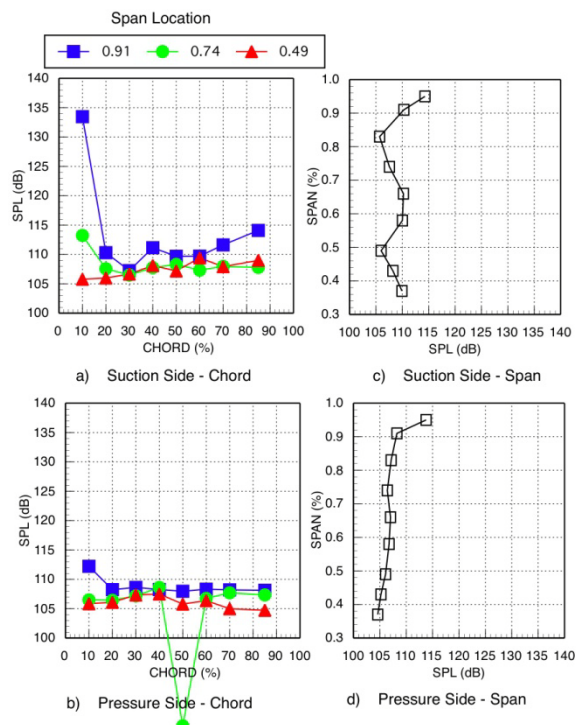 Span Location
0.91 0.74 0.49
140
135
130
125
120
115
110
105
100
SPL (dB)
0 10 20 30 40 50 60 70 80 90 100
CHORD (%)
a) Suction Side - Chord
1.0
0.9
0.8
0.7
0.6
0.5
0.4
0.3
SPAN (%)
100 105 110 115 120 125 130 135 140
SPL (dB)
c) Suction Side - Span
140
135
130
125
120
115
110
105
100
SPL (dB)
0 10 20 30 40 50 60 70 80 90 100
CHORD (%)
b) Pressure Side - Chord
1.0
0.9
0.8
0.7
0.6
0.5
0.4
0.3
SPAN (%)
100 105 110 115 120 125 130 135 140
SPL (dB)
d) Pressure Side - Span